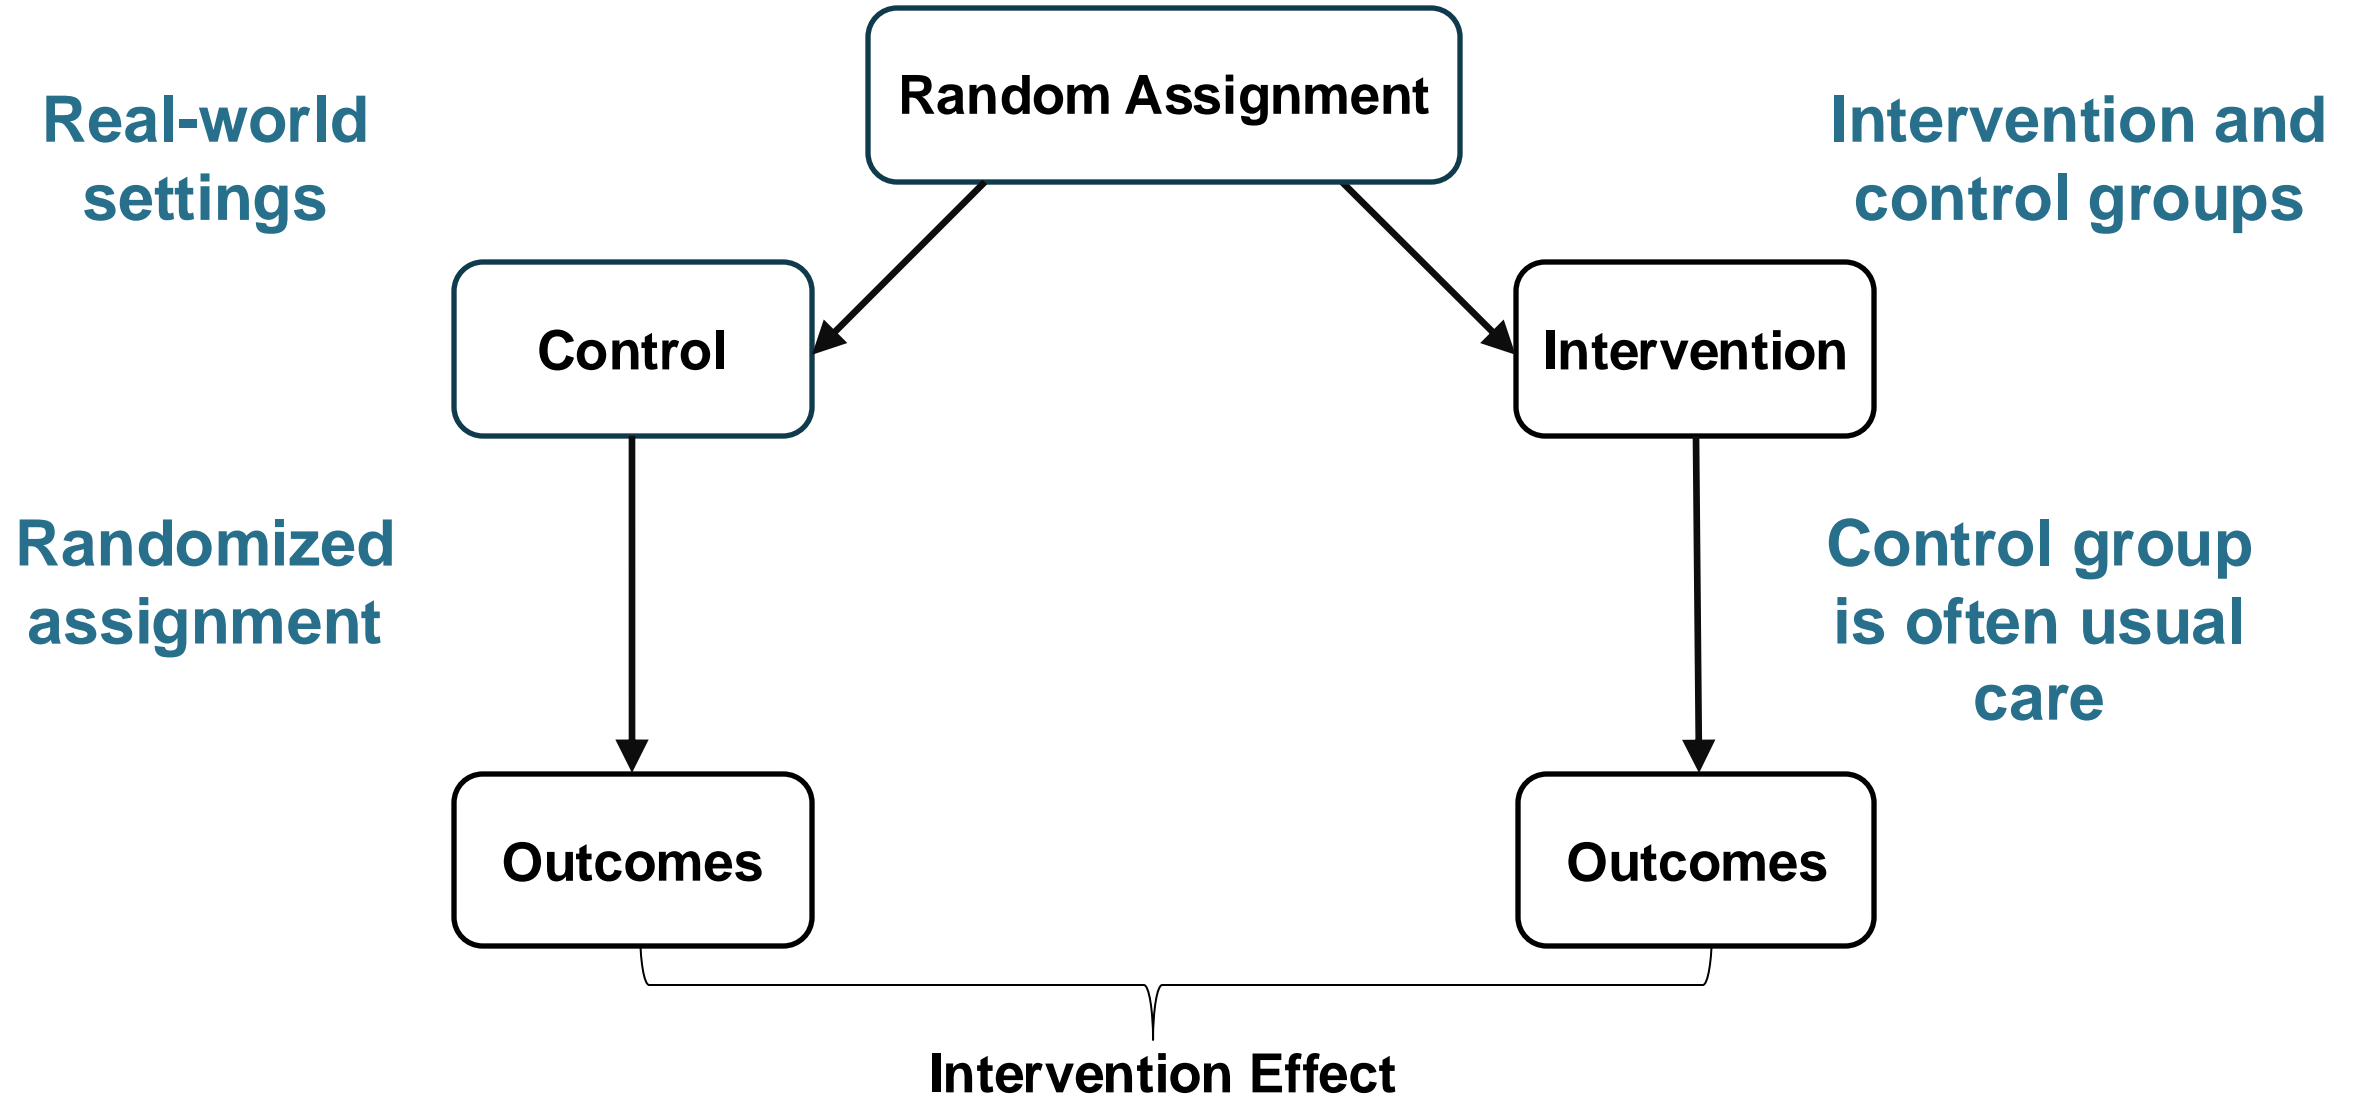 Random Assignment
Real-world
settings
Intervention and
control groups
Control
Intervention
Randomized
assignment
Control group
is often usual
care
Outcomes
Outcomes
Intervention Effect